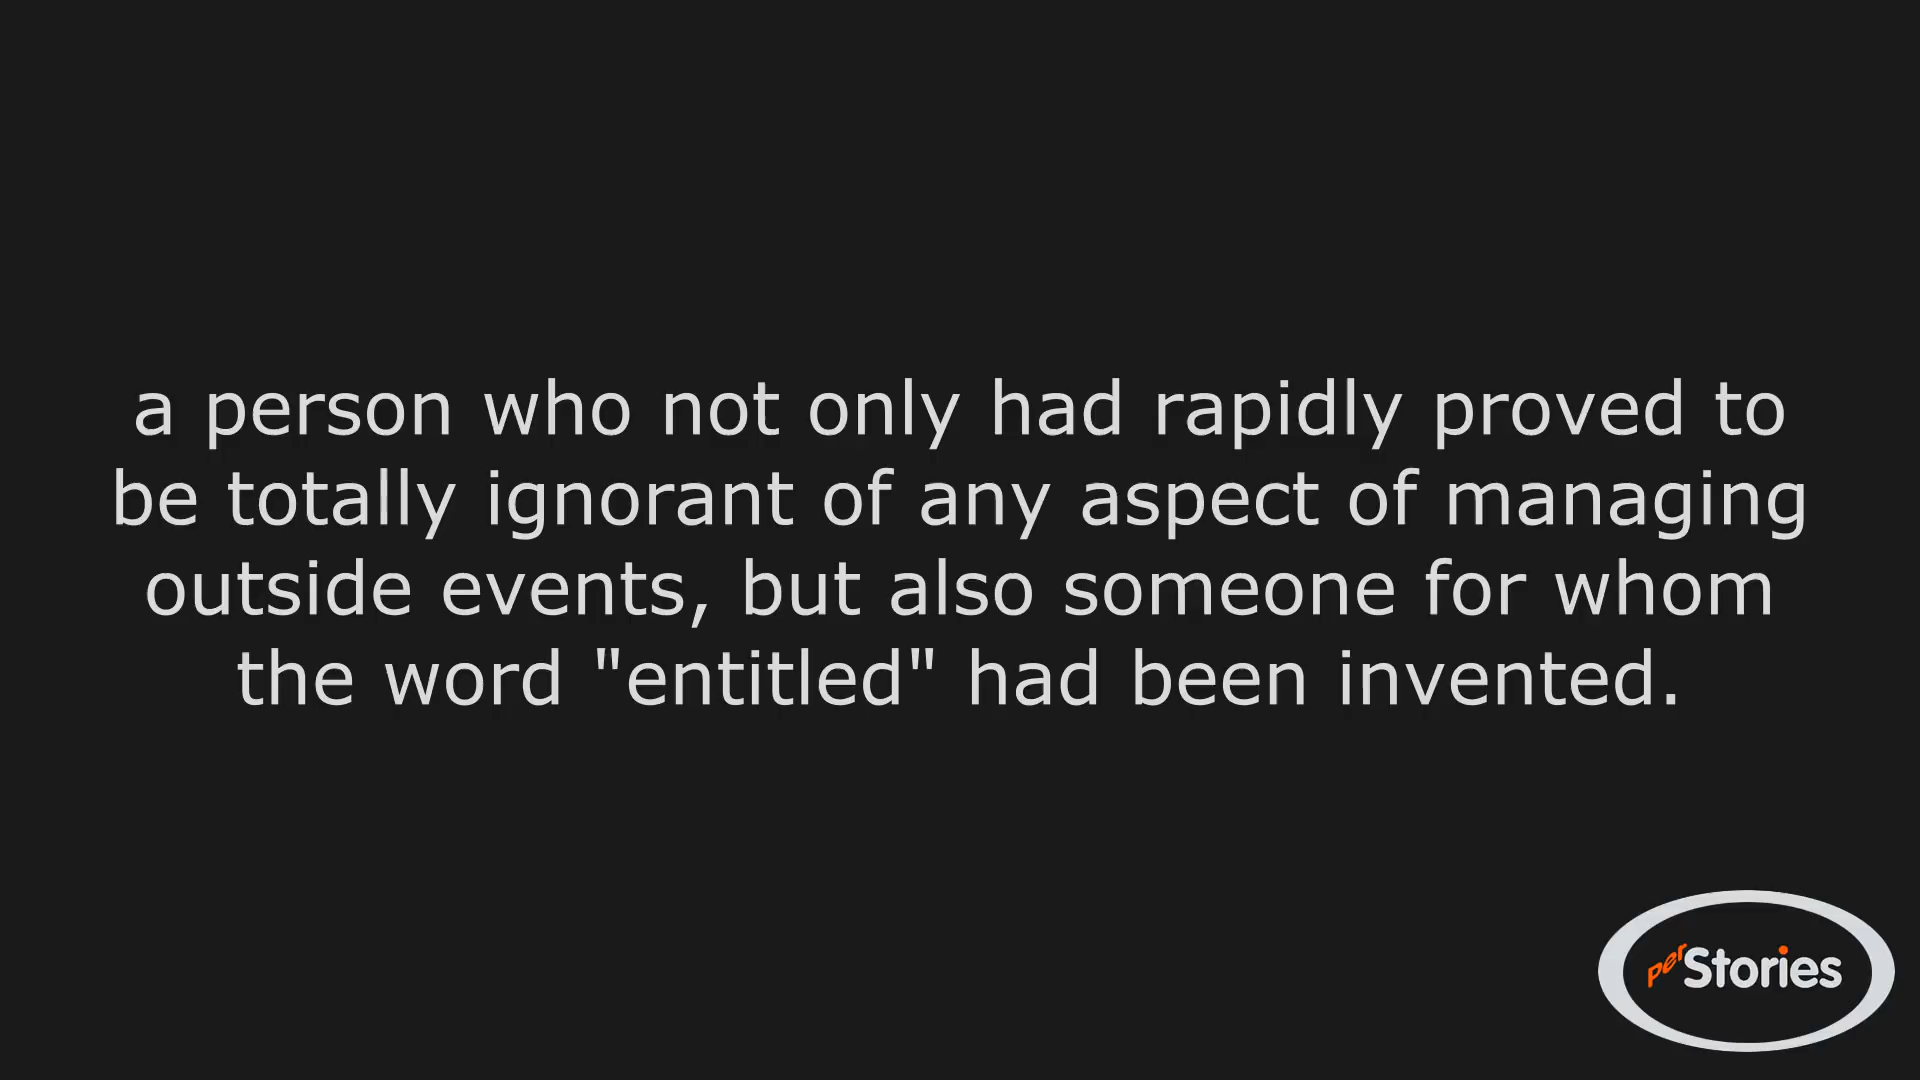 a person who not only had rapidly proved to
be totally ignorant of any aspect of managing
outside events, but also someone for whom
the word "entitled" had been invented.
perStories